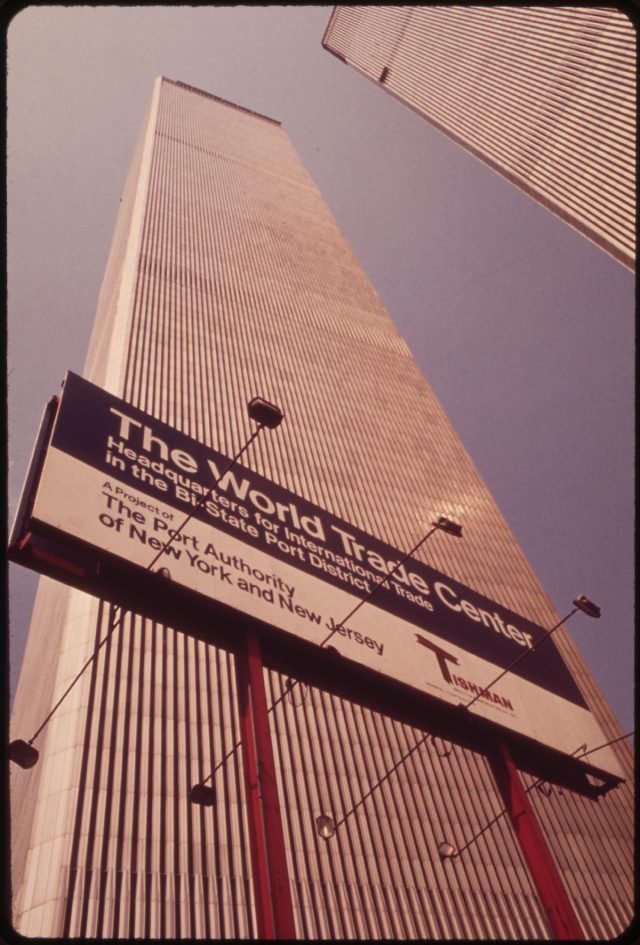 The World Trade Center
Headquarters for International Trade
in the Bi-State Port District
A Project of
The Port Authority
of New York and New Jersey
TISHMAN